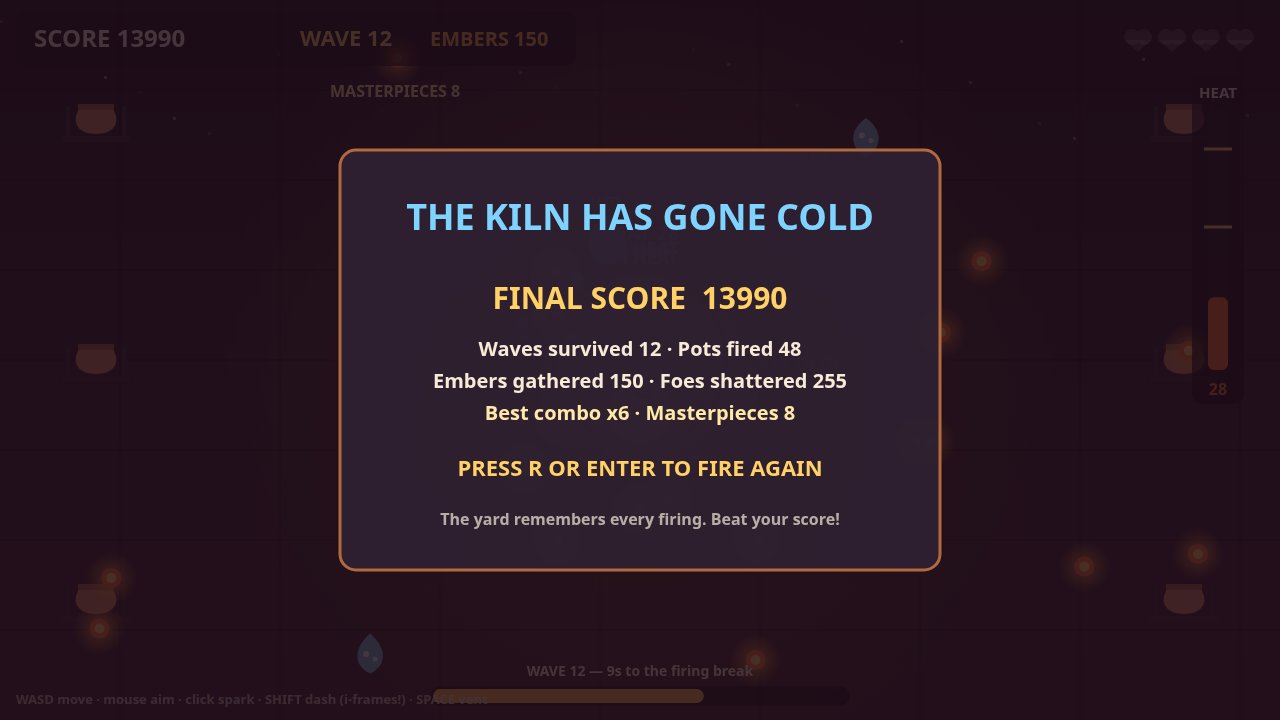 SCORE 13990
WAVE 12
EMBERS 150
MASTERPIECES 8
HEAT
THE KILN HAS GONE COLD
FINAL SCORE 13990
Waves survived 12 · Pots fired 48
Embers gathered 150 · Foes shattered 255
Best combo x6 · Masterpieces 8
PRESS R OR ENTER TO FIRE AGAIN
The yard remembers every firing. Beat your score!
28
WAVE 12 — 9s to the firing break
WASD move · mouse aim · click spark · SHIFT dash (i-frames!) · SPACE vent